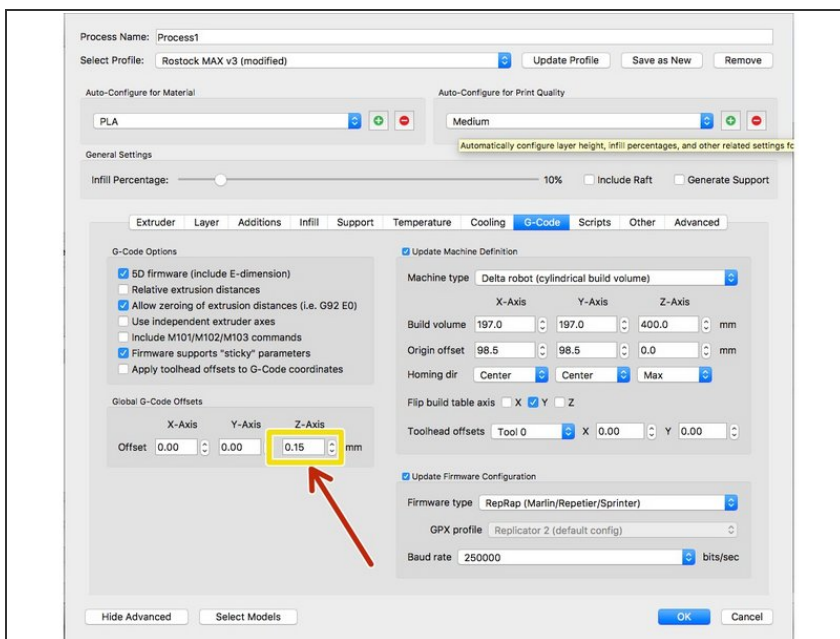 Process Name: Process1
Select Profile: Rostock MAX v3 (modified) Update Profile Save as New Remove
Auto-Configure for Material Auto-Configure for Print Quality
PLA Medium
Automatically configure layer height, infill percentages, and other related settings fo
General Settings
Infill Percentage: 10% Include Raft Generate Support
Extruder Layer Additions Infill Support Temperature Cooling G-Code Scripts Other Advanced
G-Code Options
5D firmware (include E-dimension)
Relative extrusion distances
Allow zeroing of extrusion distances (i.e. G92 E0)
Use independent extruder axes
Include M101/M102/M103 commands
Firmware supports "sticky" parameters
Apply toolhead offsets to G-Code coordinates
Global G-Code Offsets
X-Axis Y-Axis Z-Axis
Offset 0.00 0.00 0.15 mm
Update Machine Definition
Machine type Delta robot (cylindrical build volume)
X-Axis Y-Axis Z-Axis
Build volume 197.0 197.0 400.0 mm
Origin offset 98.5 98.5 0.0 mm
Homing dir Center Center Max
Flip build table axis X Y Z
Toolhead offsets Tool 0 X 0.00 Y 0.00
Update Firmware Configuration
Firmware type RepRap (Marlin/Repetier/Sprinter)
GPX profile Replicator 2 (default config)
Baud rate 250000 bits/sec
Hide Advanced Select Models OK Cancel